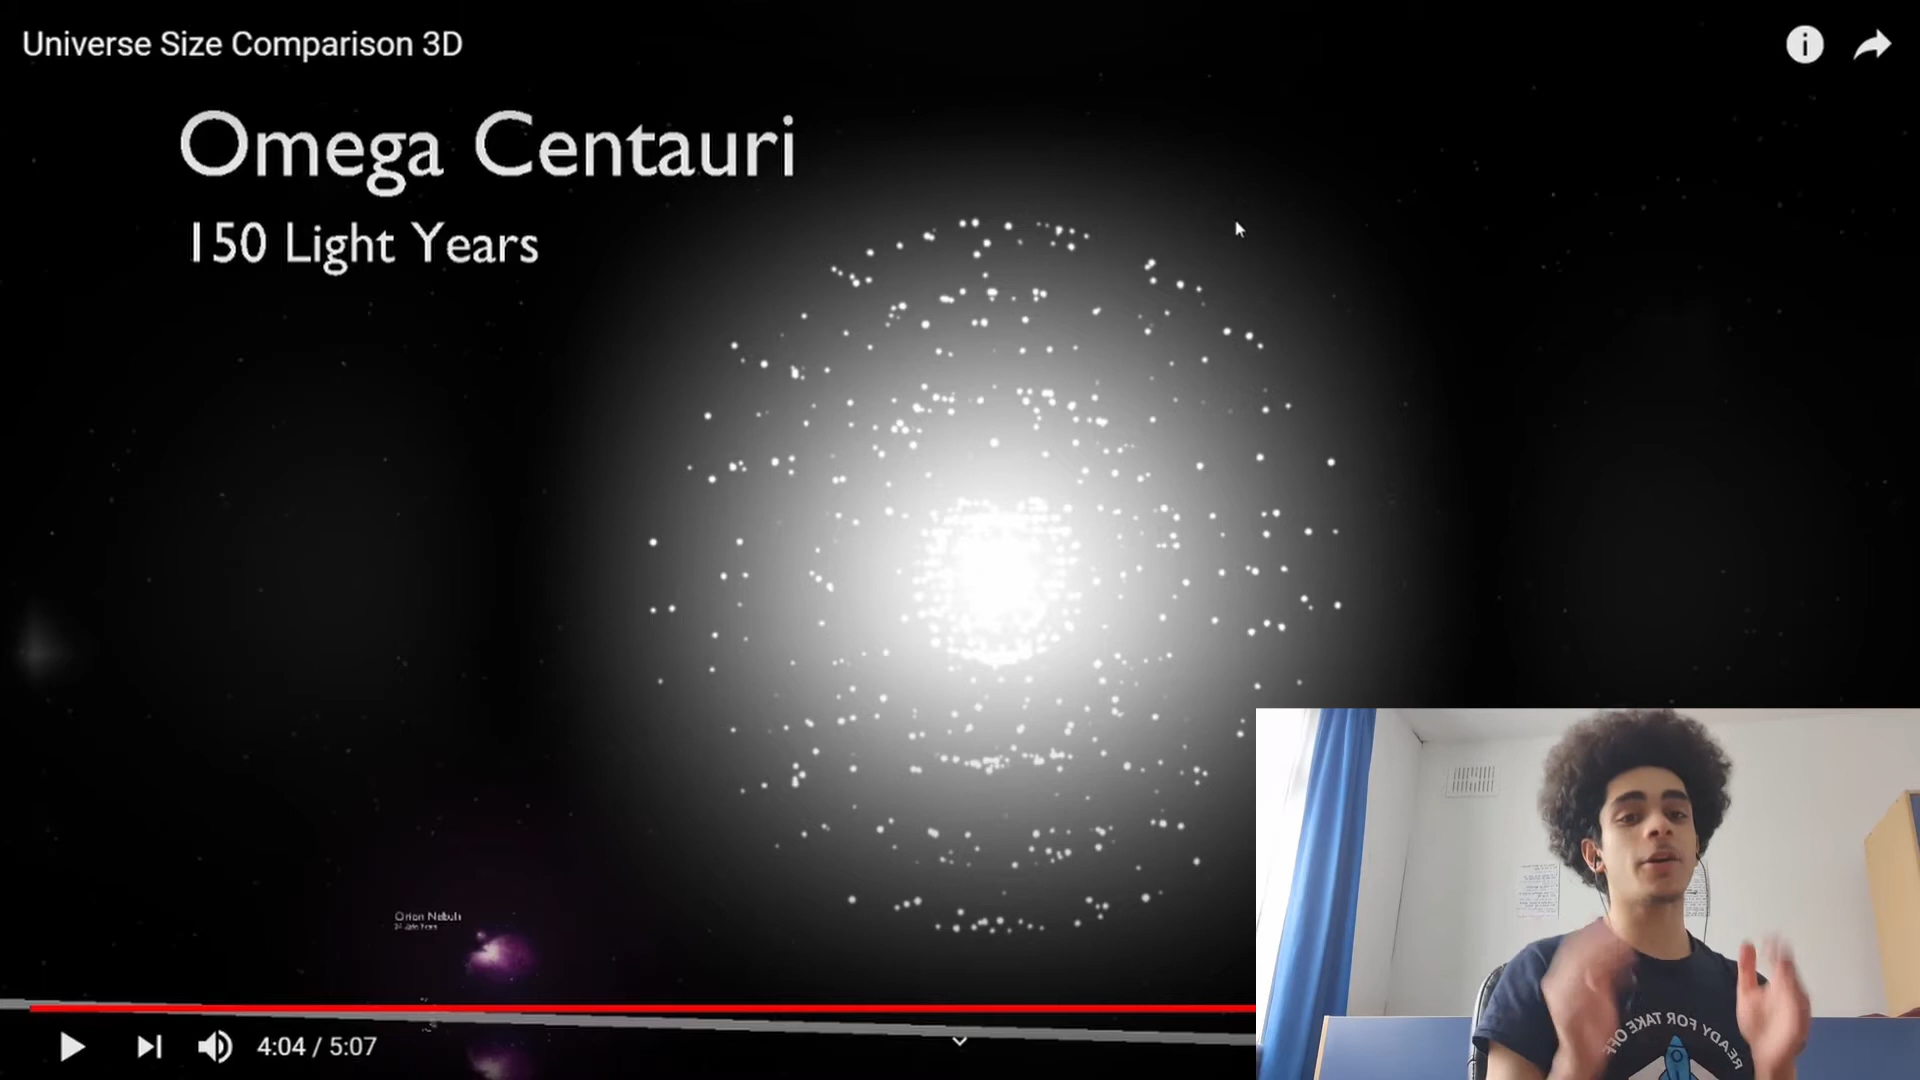 Universe Size Comparison 3D
Omega Centauri
150 Light Years
Orion Nebula
4:04 / 5:07
READY FOR TAKE OFF